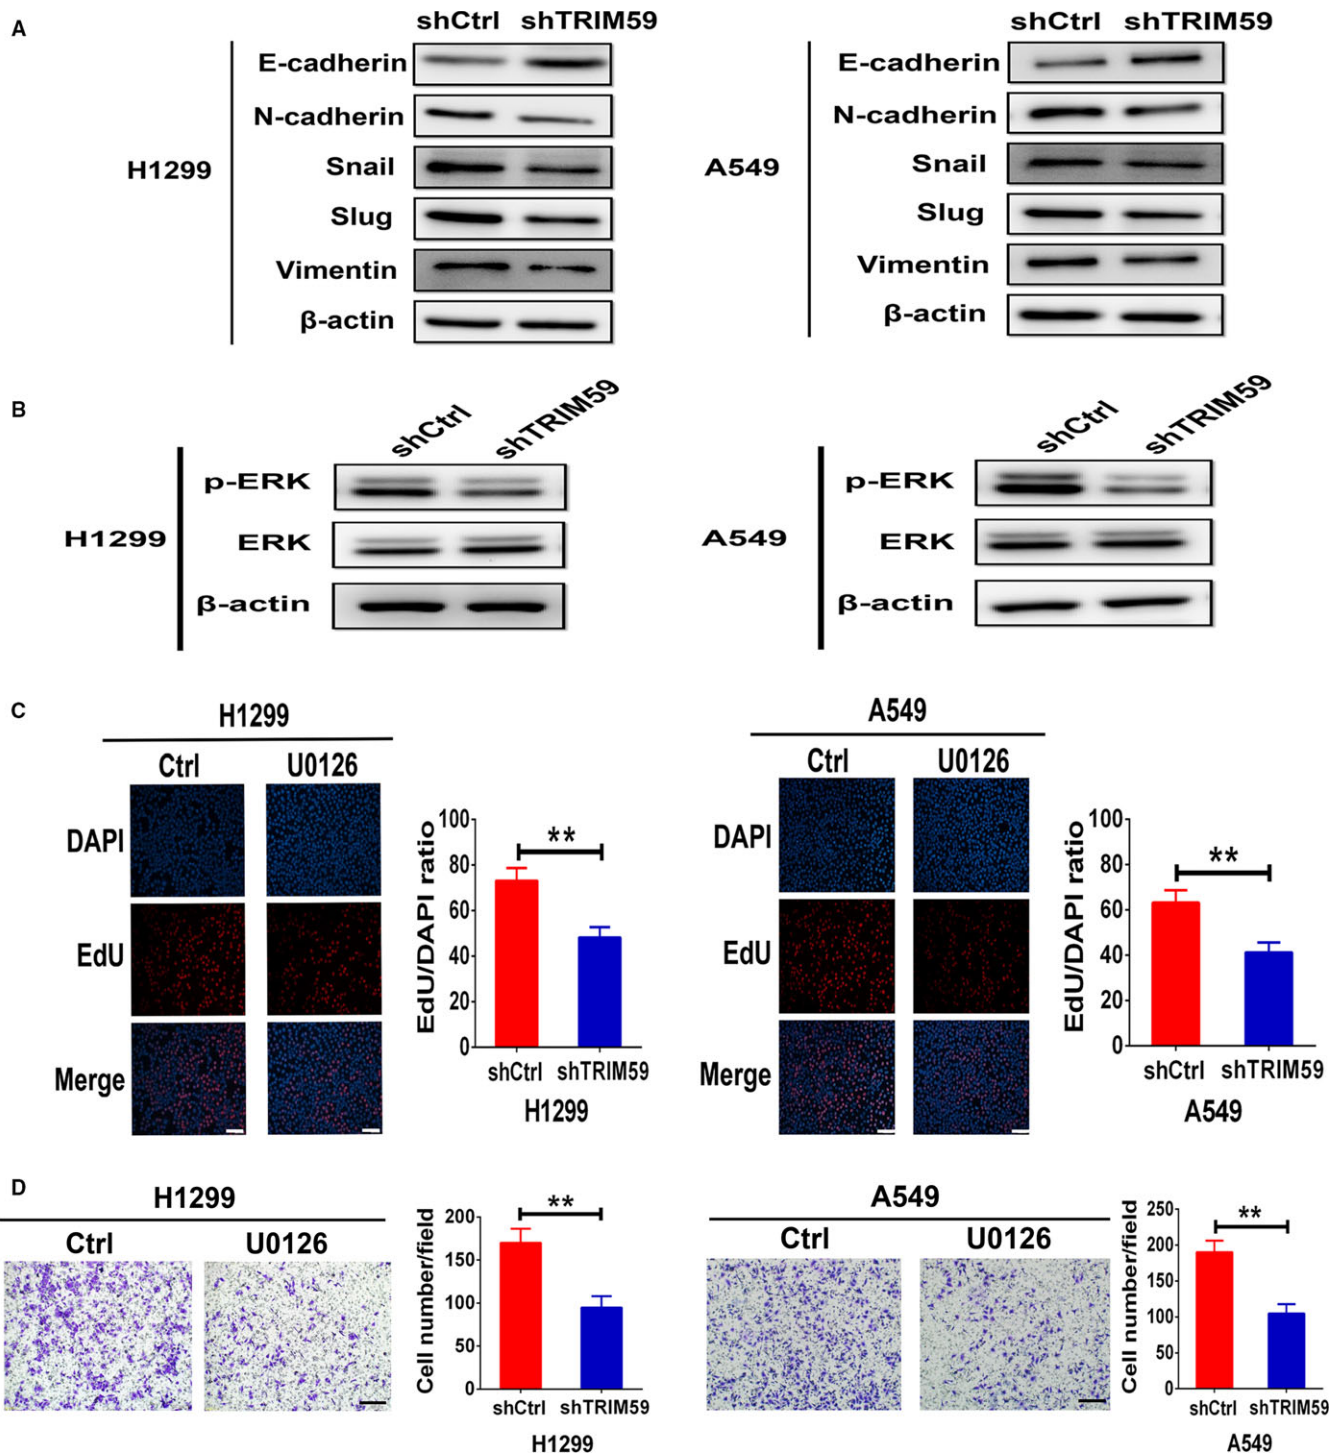 A
shCtrl shTRIM59
H1299
E-cadherin
N-cadherin
Snail
Slug
Vimentin
β-actin
shCtrl shTRIM59
A549
E-cadherin
N-cadherin
Snail
Slug
Vimentin
β-actin
B
shCtrl shTRIM59
H1299
p-ERK
ERK
β-actin
shCtrl shTRIM59
A549
p-ERK
ERK
β-actin
C
H1299
Ctrl U0126
DAPI
EdU
Merge
EdU/DAPI ratio
100
80
60
40
20
0
**
shCtrl shTRIM59
H1299
A549
Ctrl U0126
DAPI
EdU
Merge
EdU/DAPI ratio
100
80
60
40
20
0
**
shCtrl shTRIM59
A549
D
H1299
Ctrl U0126
Cell number/field
200
150
100
50
0
**
shCtrl shTRIM59
H1299
A549
Ctrl U0126
Cell number/field
250
200
150
100
50
0
**
shCtrl shTRIM59
A549